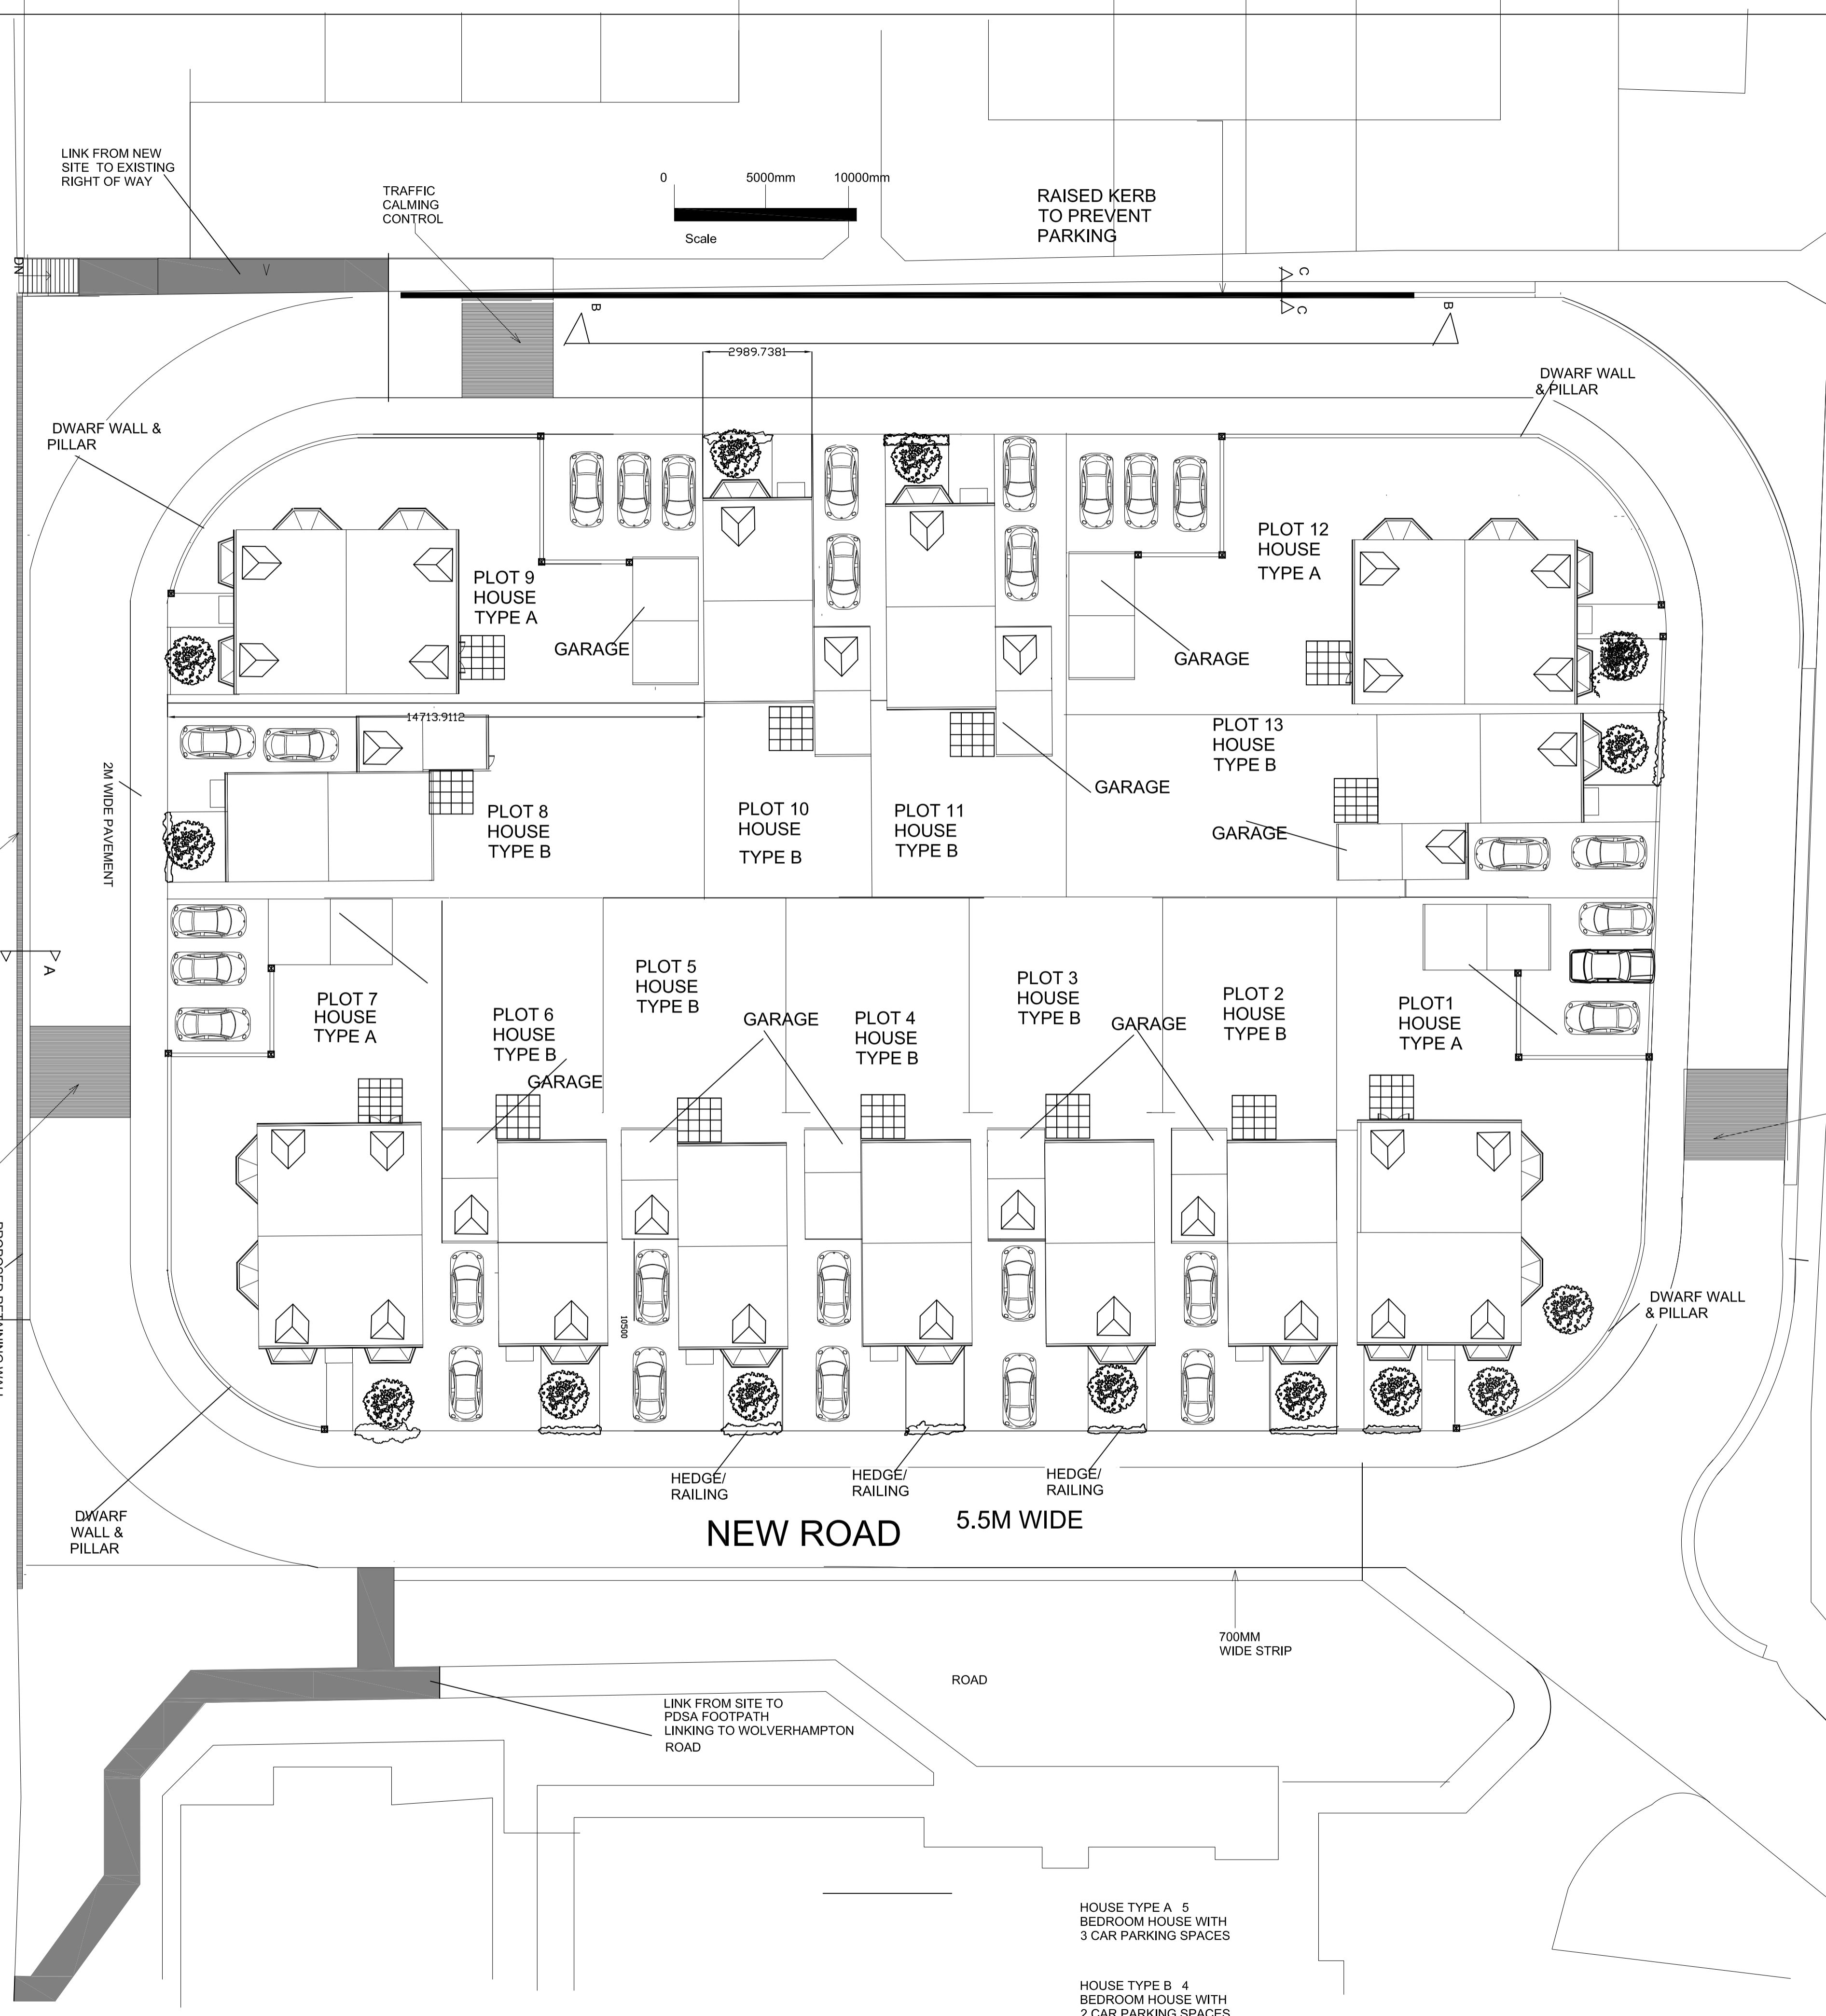 LINK FROM NEW
SITE TO EXISTING
RIGHT OF WAY
TRAFFIC
CALMING
CONTROL
0 5000mm 10000mm
Scale
RAISED KERB
TO PREVENT
PARKING
DN
V
C
C
B
B
2989.7381
DWARF WALL
& PILLAR
DWARF WALL &
PILLAR
PLOT 9
HOUSE
TYPE A
GARAGE
PLOT 12
HOUSE
TYPE A
GARAGE
14713.9112
2M WIDE PAVEMENT
PLOT 8
HOUSE
TYPE B
PLOT 10
HOUSE
TYPE B
PLOT 11
HOUSE
TYPE B
GARAGE
PLOT 13
HOUSE
TYPE B
GARAGE
A
PLOT 7
HOUSE
TYPE A
PLOT 6
HOUSE
TYPE B
GARAGE
PLOT 5
HOUSE
TYPE B
GARAGE
PLOT 4
HOUSE
TYPE B
PLOT 3
HOUSE
TYPE B
GARAGE
PLOT 2
HOUSE
TYPE B
PLOT1
HOUSE
TYPE A
PROPOSED RETAINING WALL
10500
DWARF WALL
& PILLAR
HEDGE/
RAILING
HEDGE/
RAILING
HEDGE/
RAILING
DWARF
WALL &
PILLAR
NEW ROAD
5.5M WIDE
700MM
WIDE STRIP
ROAD
LINK FROM SITE TO
PDSA FOOTPATH
LINKING TO WOLVERHAMPTON
ROAD
HOUSE TYPE A 5
BEDROOM HOUSE WITH
3 CAR PARKING SPACES
HOUSE TYPE B 4
BEDROOM HOUSE WITH
2 CAR PARKING SPACES